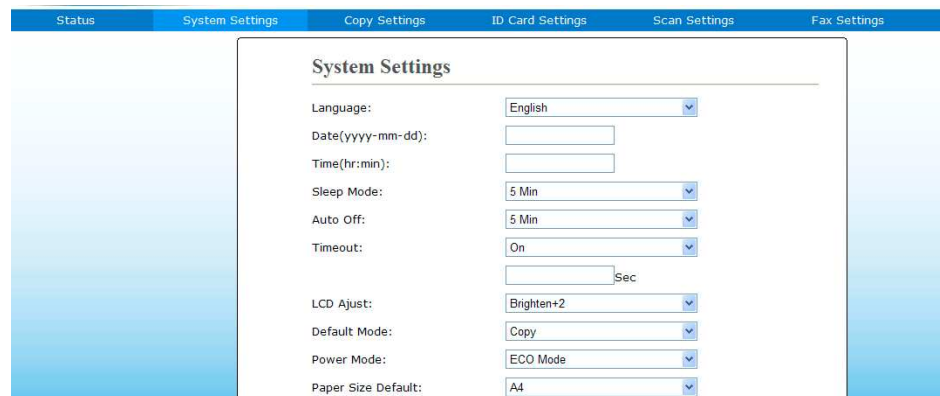 Status System Settings Copy Settings ID Card Settings Scan Settings Fax Settings
System Settings
Language: English
Date(yyyy-mm-dd):
Time(hr:min):
Sleep Mode: 5 Min
Auto Off: 5 Min
Timeout: On
Sec
LCD Ajust: Brighten+2
Default Mode: Copy
Power Mode: ECO Mode
Paper Size Default: A4